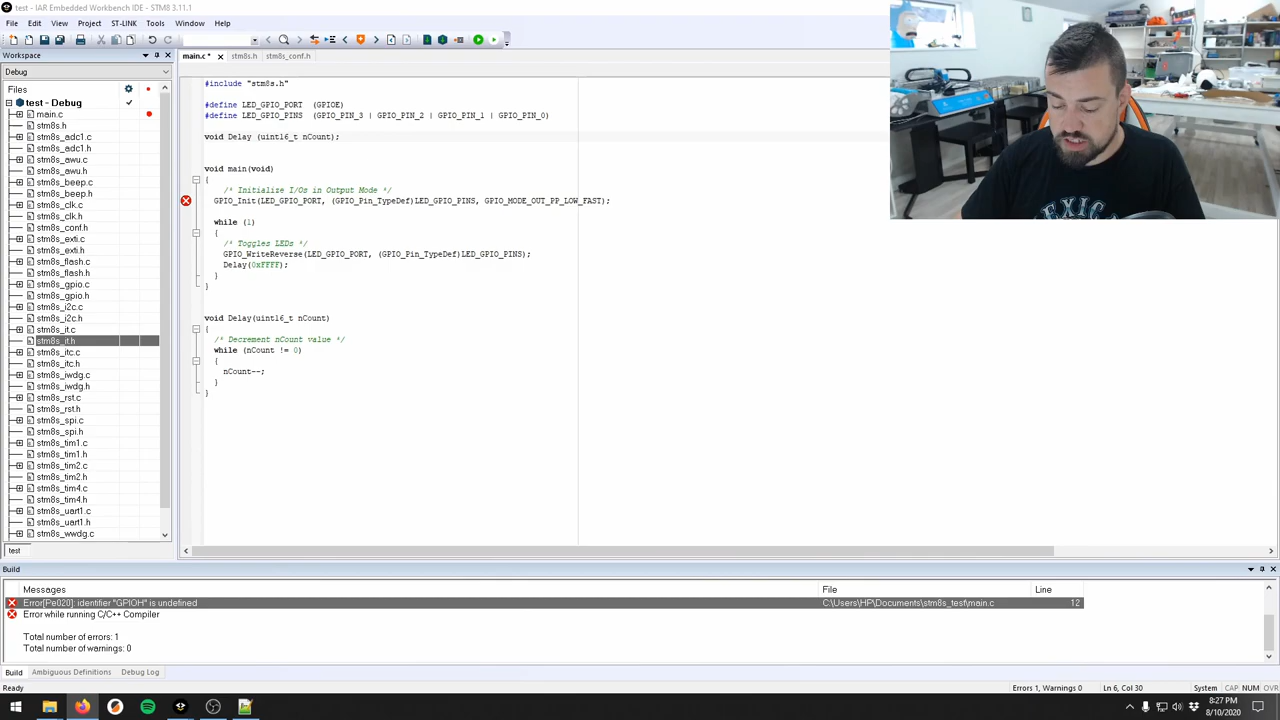 test - IAR Embedded Workbench IDE - STM8 3.11.1
File Edit View Project ST-LINK Tools Window Help
Workspace
main.c * stm8s.h stm8s_conf.h
Debug
Files
test - Debug
main.c
stm8s.h
stm8s_adc1.c
stm8s_adc1.h
stm8s_awu.c
stm8s_awu.h
stm8s_beep.c
stm8s_beep.h
stm8s_clk.c
stm8s_clk.h
stm8s_conf.h
stm8s_exti.c
stm8s_exti.h
stm8s_flash.c
stm8s_flash.h
stm8s_gpio.c
stm8s_gpio.h
stm8s_i2c.c
stm8s_i2c.h
stm8s_it.c
stm8s_it.h
stm8s_itc.c
stm8s_itc.h
stm8s_iwdg.c
stm8s_iwdg.h
stm8s_rst.c
stm8s_rst.h
stm8s_spi.c
stm8s_spi.h
stm8s_tim1.c
stm8s_tim1.h
stm8s_tim2.c
stm8s_tim2.h
stm8s_tim4.c
stm8s_tim4.h
stm8s_uart1.c
stm8s_uart1.h
stm8s_wwdg.c
test
#include "stm8s.h"
#define LED_GPIO_PORT (GPIOE)
#define LED_GPIO_PINS (GPIO_PIN_3 | GPIO_PIN_2 | GPIO_PIN_1 | GPIO_PIN_0)
void Delay (uint16_t nCount);
void main(void)
{
/* Initialize I/Os in Output Mode */
GPIO_Init(LED_GPIO_PORT, (GPIO_Pin_TypeDef)LED_GPIO_PINS, GPIO_MODE_OUT_PP_LOW_FAST);
while (1)
{
/* Toggles LEDs */
GPIO_WriteReverse(LED_GPIO_PORT, (GPIO_Pin_TypeDef)LED_GPIO_PINS);
Delay(0xFFFF);
}
}
void Delay(uint16_t nCount)
{
/* Decrement nCount value */
while (nCount != 0)
{
nCount--;
}
}
Build
Messages File Line
Error[Pe020]: identifier "GPIOH" is undefined C:\Users\HP\Documents\stm8s_test\main.c 12
Error while running C/C++ Compiler
Total number of errors: 1
Total number of warnings: 0
Build Ambiguous Definitions Debug Log
Ready Errors 1, Warnings 0 Ln 6, Col 30 System CAP NUM OVR
8:27 PM
8/10/2020